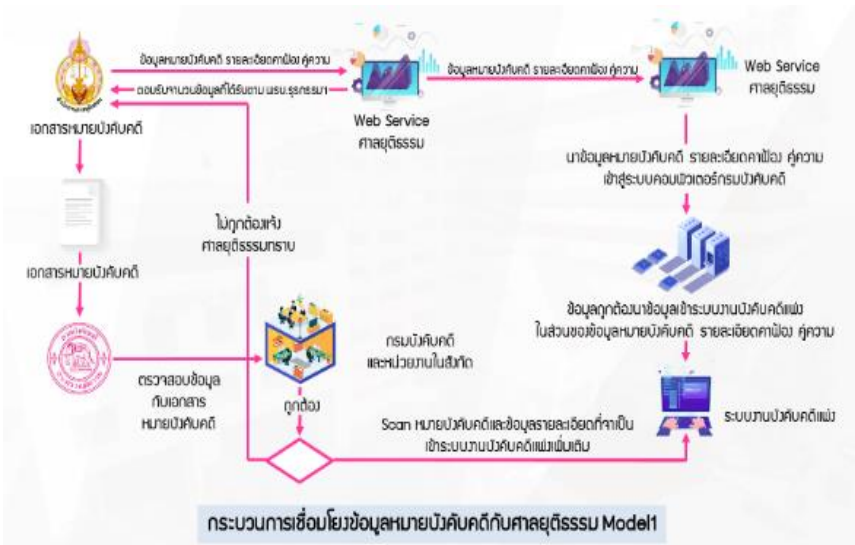 ข้อมูลหมายบังคับคดี รายละเอียดคำฟ้อง คู่ความ
ตอบรับจำนวนข้อมูลที่ได้รับตาม พรบ.ธุรกรรมฯ
เอกสารหมายบังคับคดี
Web Service
ศาลยุติธรรม
ข้อมูลหมายบังคับคดี รายละเอียดคำฟ้อง คู่ความ
Web Service
ศาลยุติธรรม
นำข้อมูลหมายบังคับคดี รายละเอียดคำฟ้อง คู่ความ
เข้าสู่ระบบคอมพิวเตอร์กรมบังคับคดี
ไม่ถูกต้องแจ้ง
ศาลยุติธรรมทราบ
เอกสารหมายบังคับคดี
ข้อมูลถูกต้องนำข้อมูลเข้าระบบงานบังคับคดีแพ่ง
ในส่วนของข้อมูลหมายบังคับคดี รายละเอียดคำฟ้อง คู่ความ
กรมบังคับคดี
และหน่วยงานในสังกัด
ตรวจสอบข้อมูล
กับเอกสาร
หมายบังคับคดี
ถูกต้อง
Scan หมายบังคับคดีและข้อมูลรายละเอียดที่จำเป็น
เข้าระบบงานบังคับคดีแพ่งเพิ่มเติม
ระบบงานบังคับคดีแพ่ง
กระบวนการเชื่อมโยงข้อมูลหมายบังคับคดีกับศาลยุติธรรม Model1